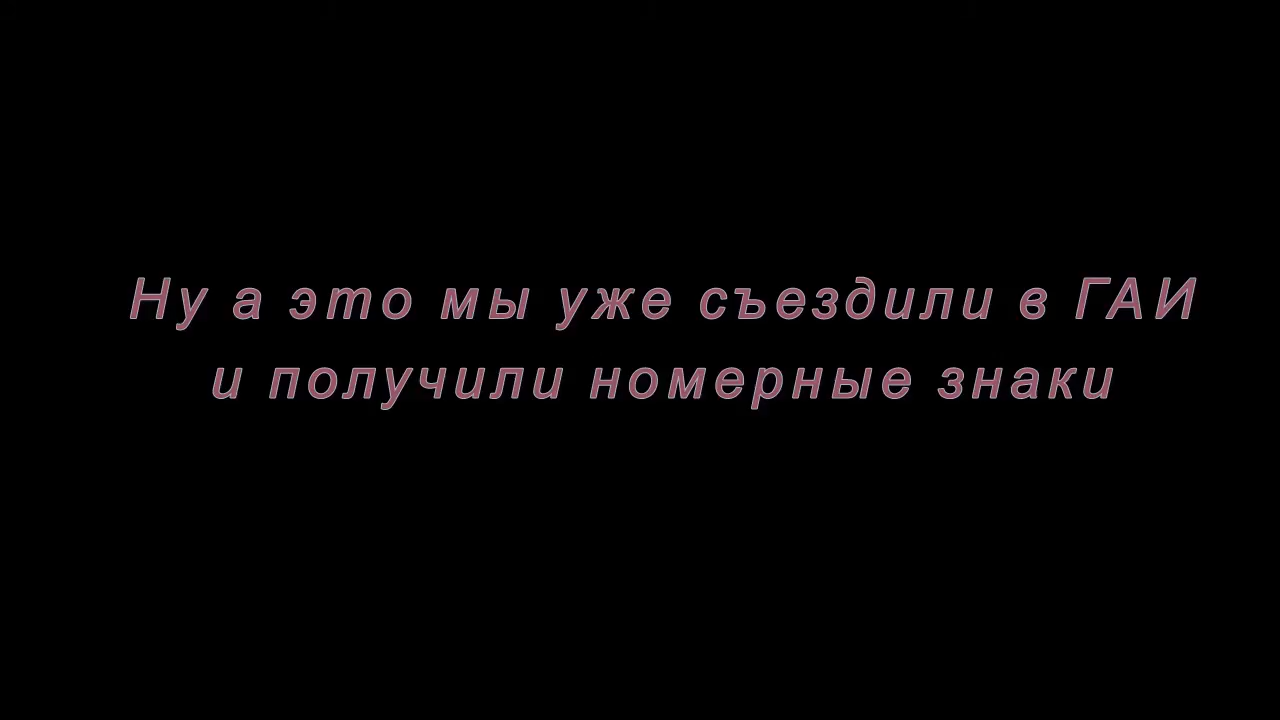 Ну а это мы уже съездили в ГАИ
и получили номерные знаки